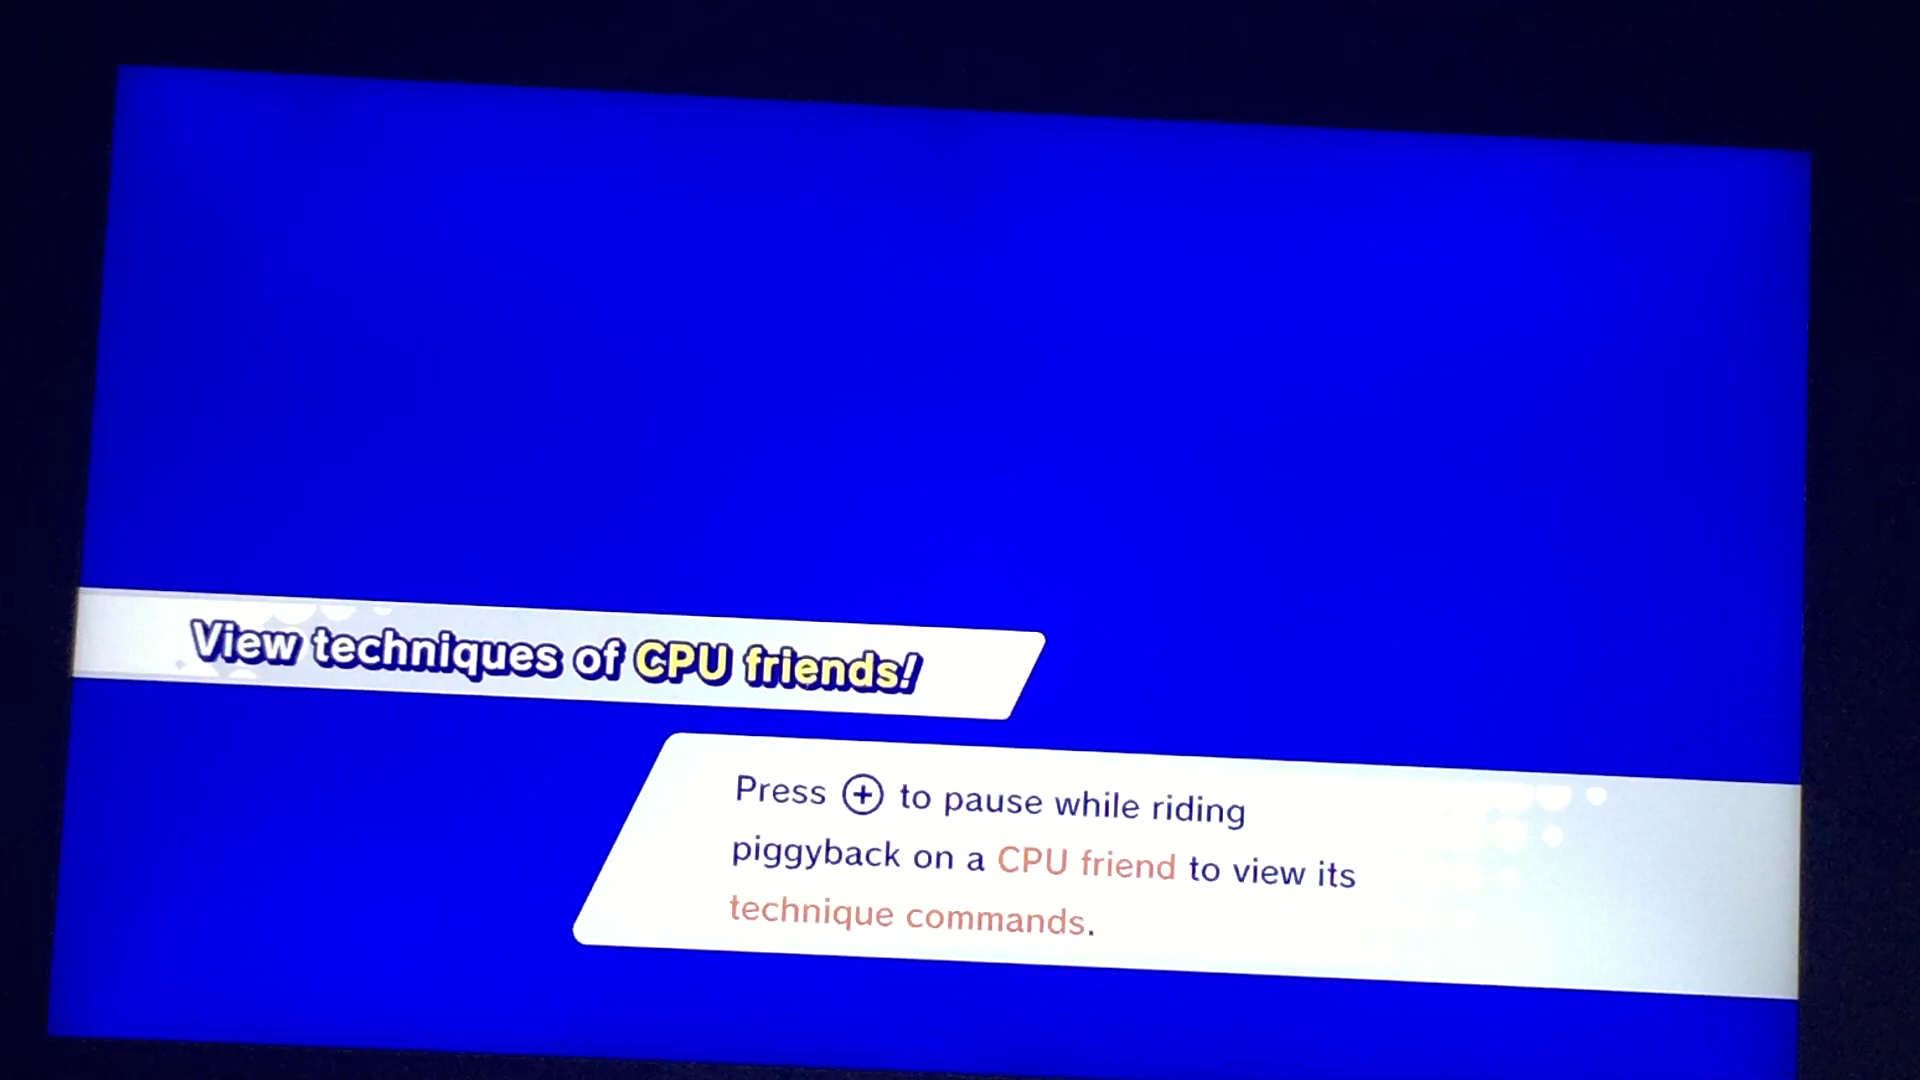 View techniques of CPU friends!
Press ⊕ to pause while riding
piggyback on a CPU friend to view its
technique commands.